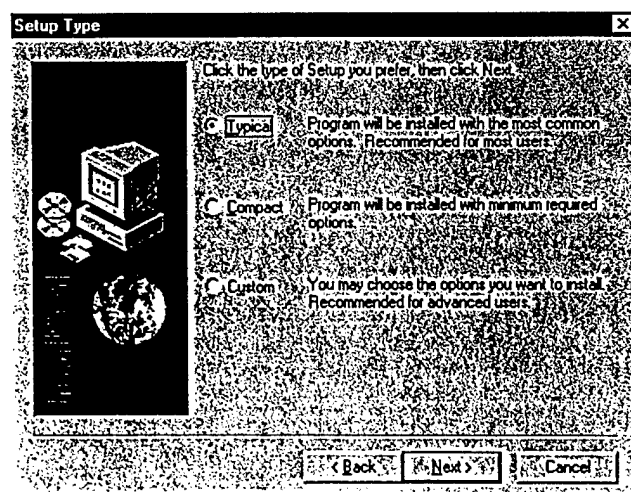 Setup Type
Click the type of Setup you prefer, then click Next.
Typical
Program will be installed with the most common
options. Recommended for most users.
Compact
Program will be installed with minimum required
options.
Custom
You may choose the options you want to install.
Recommended for advanced users.
< Back
Next >
Cancel